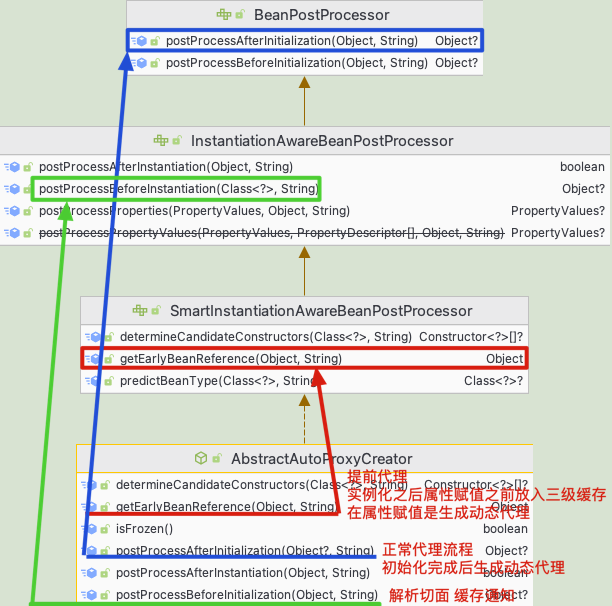 BeanPostProcessor
postProcessAfterInitialization(Object, String) Object?
postProcessBeforeInitialization(Object, String) Object?
InstantiationAwareBeanPostProcessor
postProcessAfterInstantiation(Object, String) boolean
postProcessBeforeInstantiation(Class<?>, String) Object?
postProcessProperties(PropertyValues, Object, String) PropertyValues?
postProcessPropertyValues(PropertyValues, PropertyDescriptor[], Object, String) PropertyValues?
SmartInstantiationAwareBeanPostProcessor
determineCandidateConstructors(Class<?>, String) Constructor<?>[]?
getEarlyBeanReference(Object, String) Object
predictBeanType(Class<?>, String) Class<?>?
AbstractAutoProxyCreator
提前代理
determineCandidateConstructors(Class<?>, String) Constructor<?>[]?
实例化之后属性赋值之前放入三级缓存
getEarlyBeanReference(Object, String) Object
在属性赋值是生成动态代理
isFrozen() boolean
postProcessAfterInitialization(Object?, String) Object?
正常代理流程
初始化完成后生成动态代理
postProcessAfterInstantiation(Object, String) boolean
postProcessBeforeInitialization(Object, String) Object?
解析切面 缓存通知